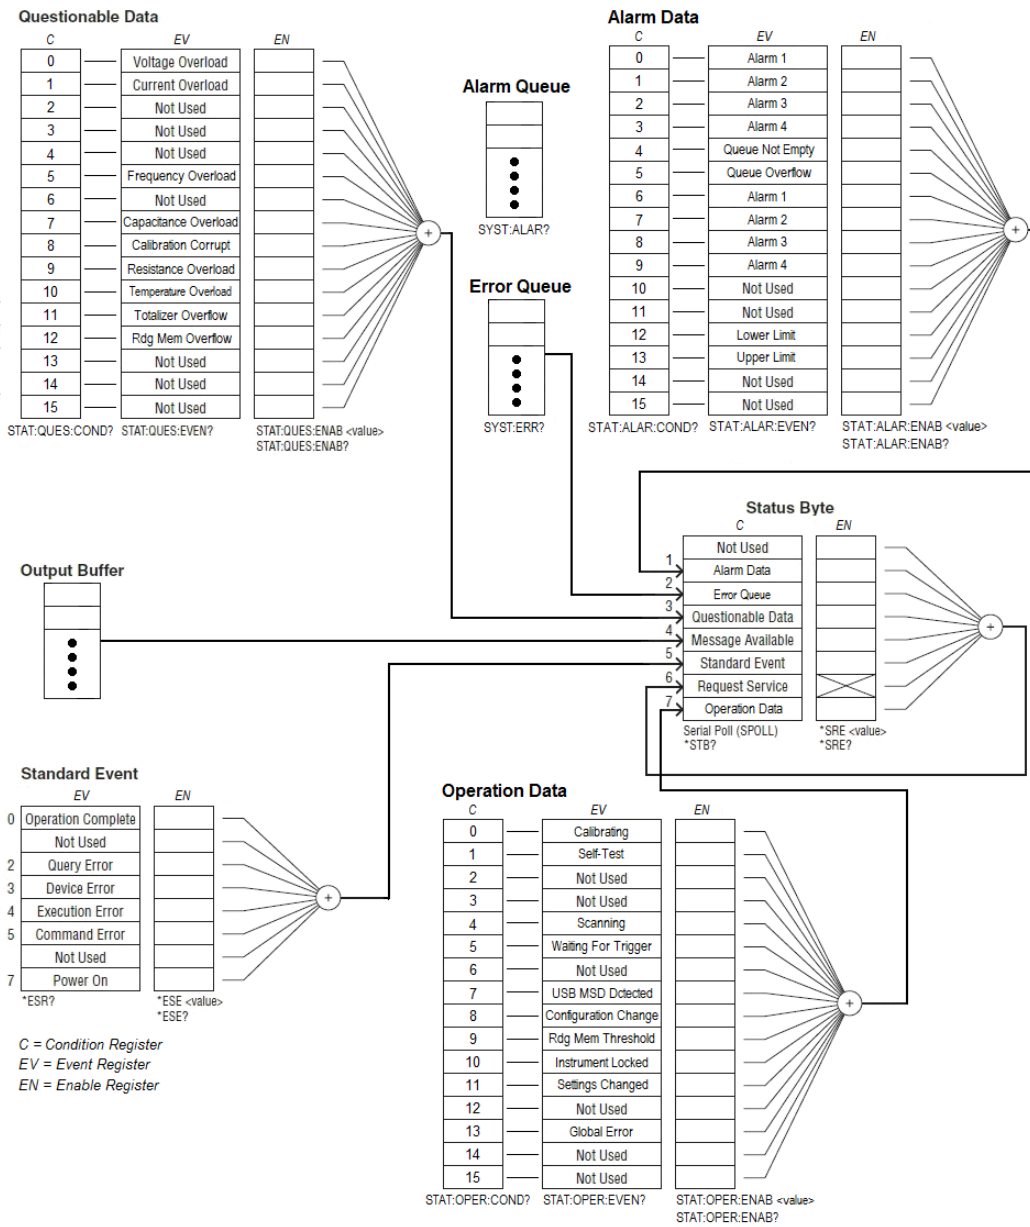 Questionable Data
C EV EN
0 Voltage Overload
1 Current Overload
2 Not Used
3 Not Used
4 Not Used
5 Frequency Overload
6 Not Used
7 Capacitance Overload
8 Calibration Corrupt
9 Resistance Overload
10 Temperature Overload
11 Totalizer Overflow
12 Rdg Mem Overflow
13 Not Used
14 Not Used
15 Not Used
STAT:QUES:COND? STAT:QUES:EVEN? STAT:QUES:ENAB <value>
STAT:QUES:ENAB?
+
Alarm Queue
SYST:ALAR?
Error Queue
SYST:ERR?
Alarm Data
C EV EN
0 Alarm 1
1 Alarm 2
2 Alarm 3
3 Alarm 4
4 Queue Not Empty
5 Queue Overflow
6 Alarm 1
7 Alarm 2
8 Alarm 3
9 Alarm 4
10 Not Used
11 Not Used
12 Lower Limit
13 Upper Limit
14 Not Used
15 Not Used
STAT:ALAR:COND? STAT:ALAR:EVEN? STAT:ALAR:ENAB <value>
STAT:ALAR:ENAB?
+
Output Buffer
Status Byte
C EN
Not Used
1 Alarm Data
2 Error Queue
3 Questionable Data
4 Message Available
5 Standard Event
6 Request Service
7 Operation Data
Serial Poll (SPOLL) *SRE <value>
*STB? *SRE?
+
Standard Event
EV EN
0 Operation Complete
Not Used
2 Query Error
3 Device Error
4 Execution Error
5 Command Error
Not Used
7 Power On
*ESR? *ESE <value>
*ESE?
+
C = Condition Register
EV = Event Register
EN = Enable Register
Operation Data
C EV EN
0 Calibrating
1 Self-Test
2 Not Used
3 Not Used
4 Scanning
5 Waiting For Trigger
6 Not Used
7 USB MSD Dctected
8 Configuration Change
9 Rdg Mem Threshold
10 Instrument Locked
11 Settings Changed
12 Not Used
13 Global Error
14 Not Used
15 Not Used
STAT:OPER:COND? STAT:OPER:EVEN? STAT:OPER:ENAB <value>
STAT:OPER:ENAB?
+